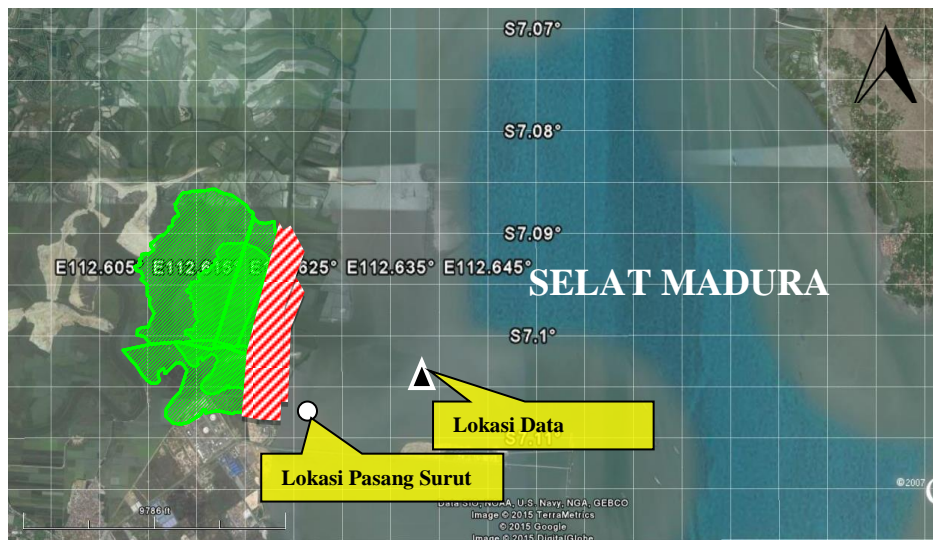 S7.07°
S7.08°
S7.09°
E112.605° E112.615° E112.625° E112.635° E112.645°
SELAT MADURA
S7.1°
Lokasi Data
S7.11°
Lokasi Pasang Surut
©2007
9786 ft
Data SIO, NOAA, U.S. Navy, NGA, GEBCO
Image © 2015 TerraMetrics
© 2015 Google
Image © 2015 DigitalGlobe